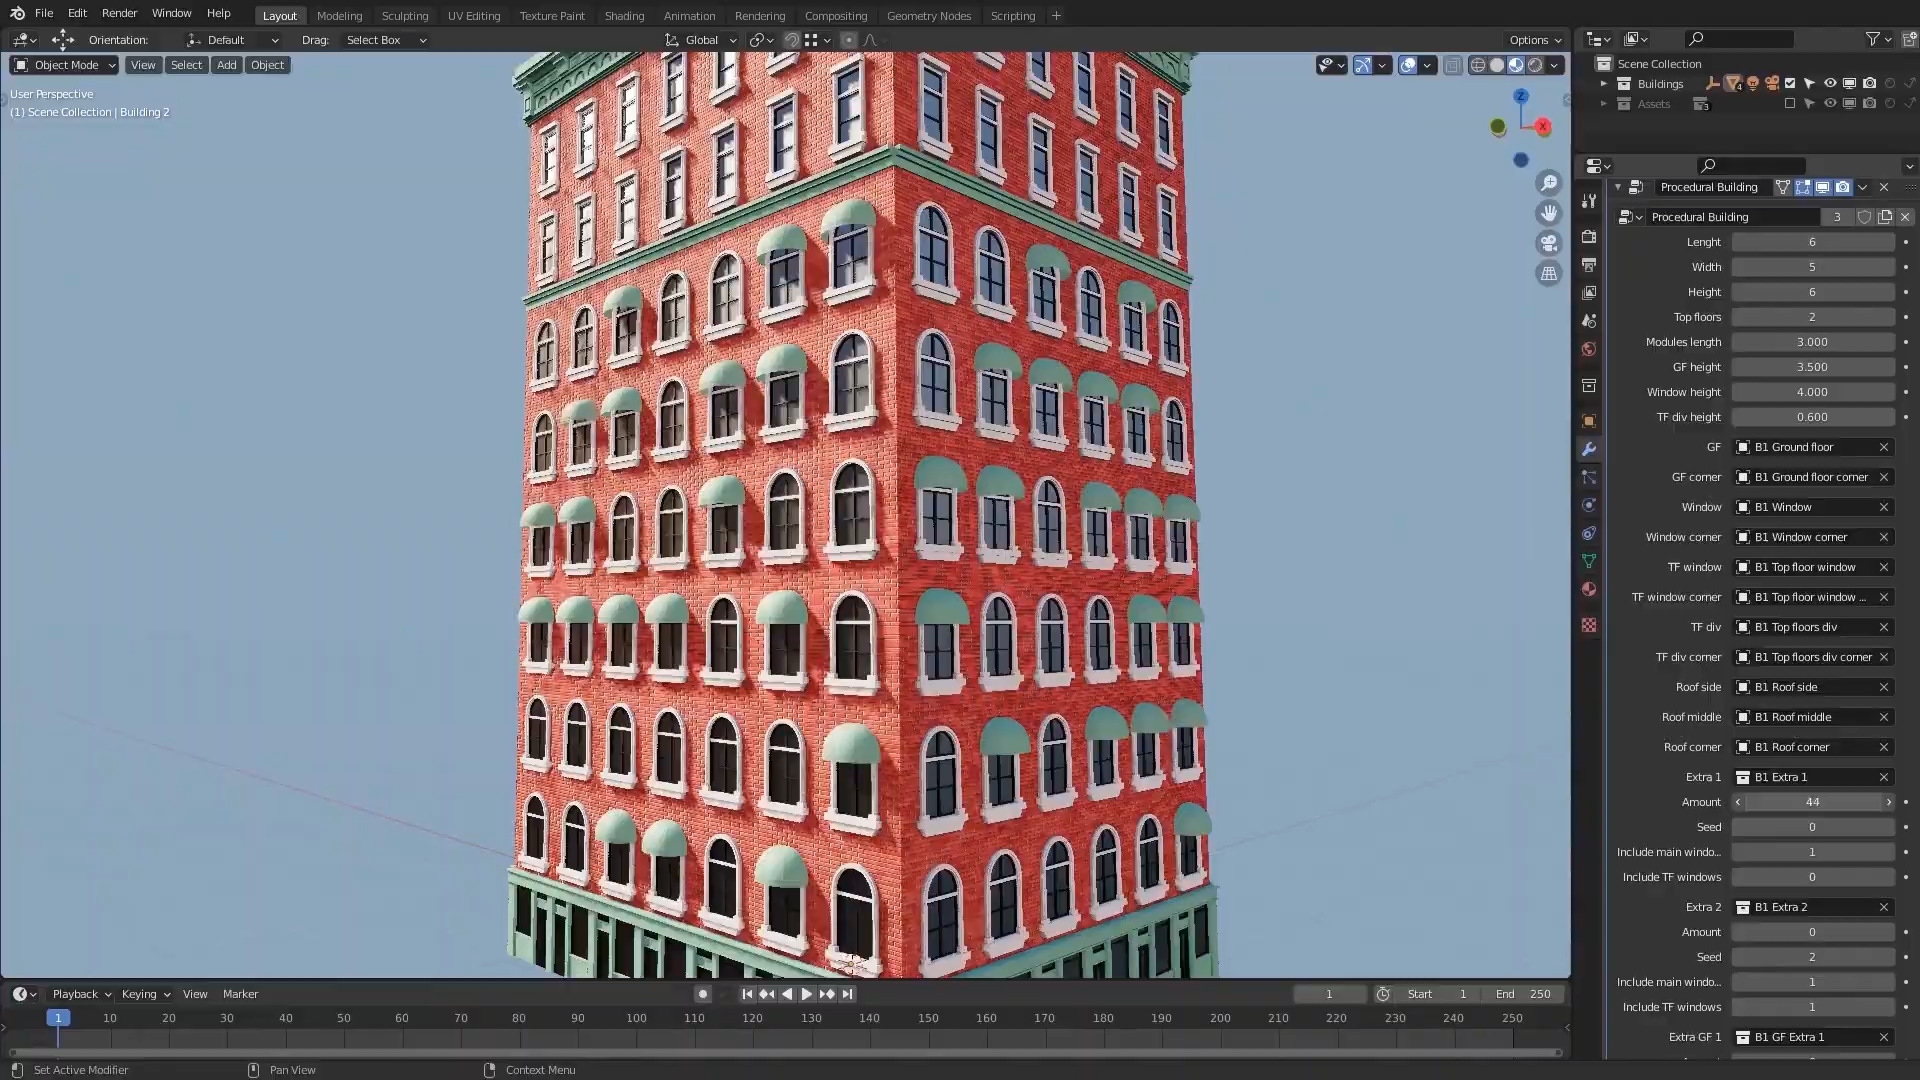 File Edit Render Window Help Layout Modeling Sculpting UV Editing Texture Paint Shading Animation Rendering Compositing Geometry Nodes Scripting +
Orientation: Default Drag: Select Box Global Options
Object Mode View Select Add Object
User Perspective
(1) Scene Collection | Building 2
Z
X
Scene Collection
Buildings 4
Assets 3
Procedural Building
Procedural Building 3
Lenght 6
Width 5
Height 6
Top floors 2
Modules length 3.000
GF height 3.500
Window height 4.000
TF div height 0.600
GF B1 Ground floor
GF corner B1 Ground floor corner
Window B1 Window
Window corner B1 Window corner
TF window B1 Top floor window
TF window corner B1 Top floor window ...
TF div B1 Top floors div
TF div corner B1 Top floors div corner
Roof side B1 Roof side
Roof middle B1 Roof middle
Roof corner B1 Roof corner
Extra 1 B1 Extra 1
Amount 44
Seed 0
Include main windo... 1
Include TF windows 0
Extra 2 B1 Extra 2
Amount 0
Seed 2
Include main windo... 1
Include TF windows 1
Extra GF 1 B1 GF Extra 1
Playback Keying View Marker 1 Start 1 End 250
1 10 20 30 40 50 60 70 80 90 100 110 120 130 140 150 160 170 180 190 200 210 220 230 240 250
Set Active Modifier Pan View Context Menu